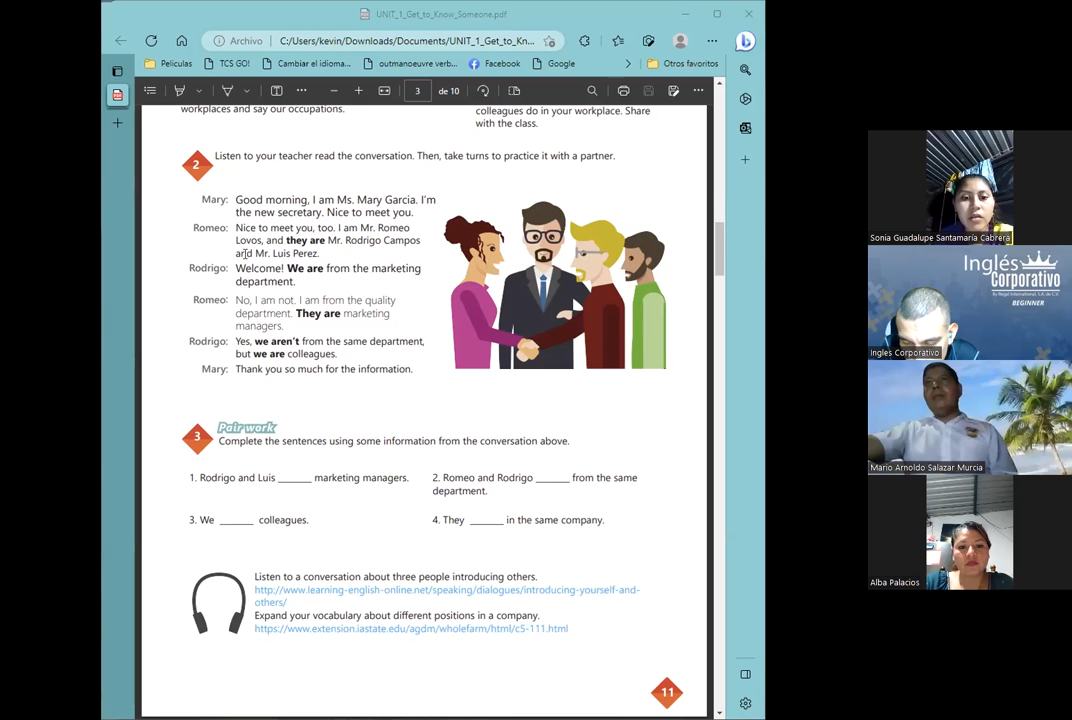 UNIT_1_Get_to_Know_Someone.pdf
Archivo
C:/Users/kevin/Downloads/Documents/UNIT_1_Get_to_Kn...
Peliculas
TCS GO!
Cambiar el idioma...
outmanoeuvre verb...
Facebook
Google
Otros favoritos
3
de 10
workplaces and say our occupations.
colleagues do in your workplace. Share
with the class.
2
Listen to your teacher read the conversation. Then, take turns to practice it with a partner.
Mary: Good morning, I am Ms. Mary Garcia. I'm
the new secretary. Nice to meet you.
Romeo: Nice to meet you, too. I am Mr. Romeo
Lovos, and they are Mr. Rodrigo Campos
and Mr. Luis Perez.
Rodrigo: Welcome! We are from the marketing
department.
Romeo: No, I am not. I am from the quality
department. They are marketing
managers.
Rodrigo: Yes, we aren't from the same department,
but we are colleagues.
Mary: Thank you so much for the information.
3
Pair work
Complete the sentences using some information from the conversation above.
1. Rodrigo and Luis ______ marketing managers.
2. Romeo and Rodrigo ______ from the same
department.
3. We ______ colleagues.
4. They ______ in the same company.
Listen to a conversation about three people introducing others.
http://www.learning-english-online.net/speaking/dialogues/introducing-yourself-and-
others/
Expand your vocabulary about different positions in a company.
https://www.extension.iastate.edu/agdm/wholefarm/html/c5-111.html
11
Sonia Guadalupe Santamaria Cabrera
Inglés
Corporativo
By Regal International, S.A. de C.V.
BEGINNER
Ingles Corporativo
Mario Arnoldo Salazar Murcia
Alba Palacios